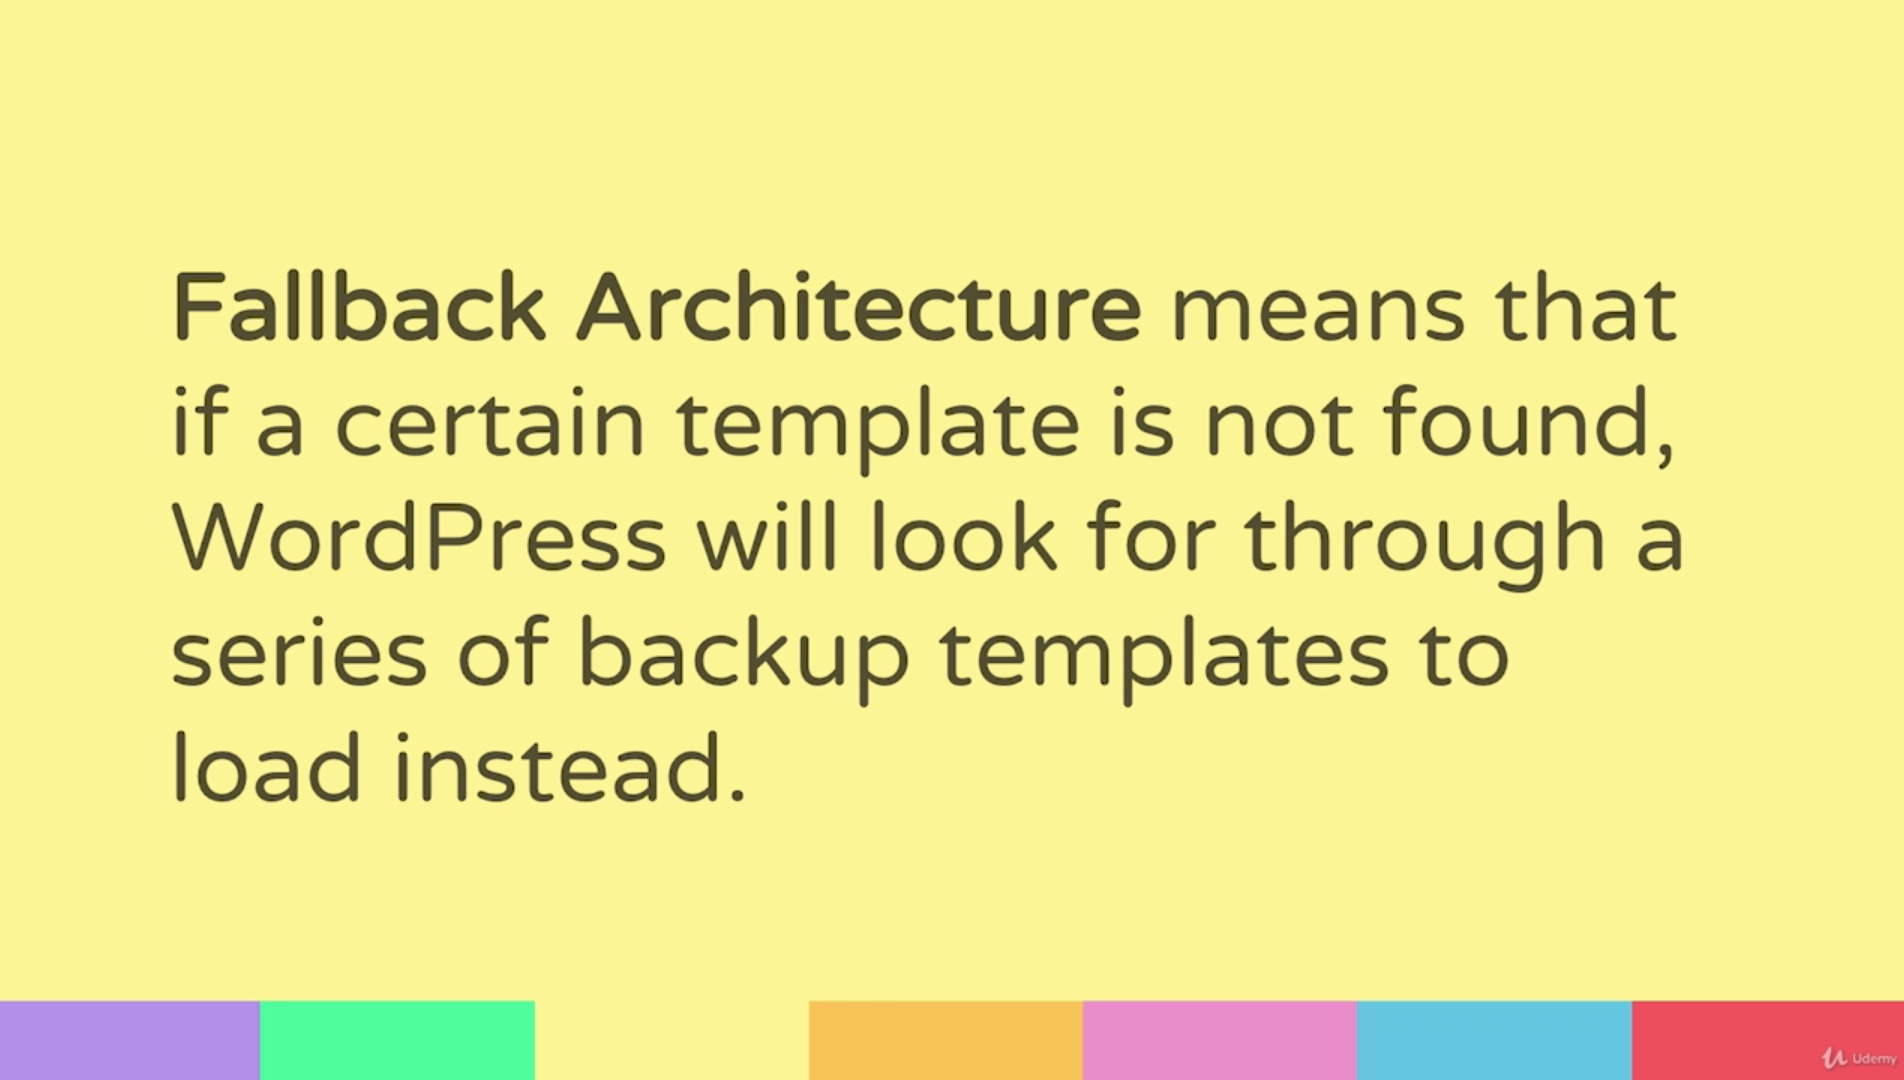 Fallback Architecture means that
if a certain template is not found,
WordPress will look for through a
series of backup templates to
load instead.
Udemy